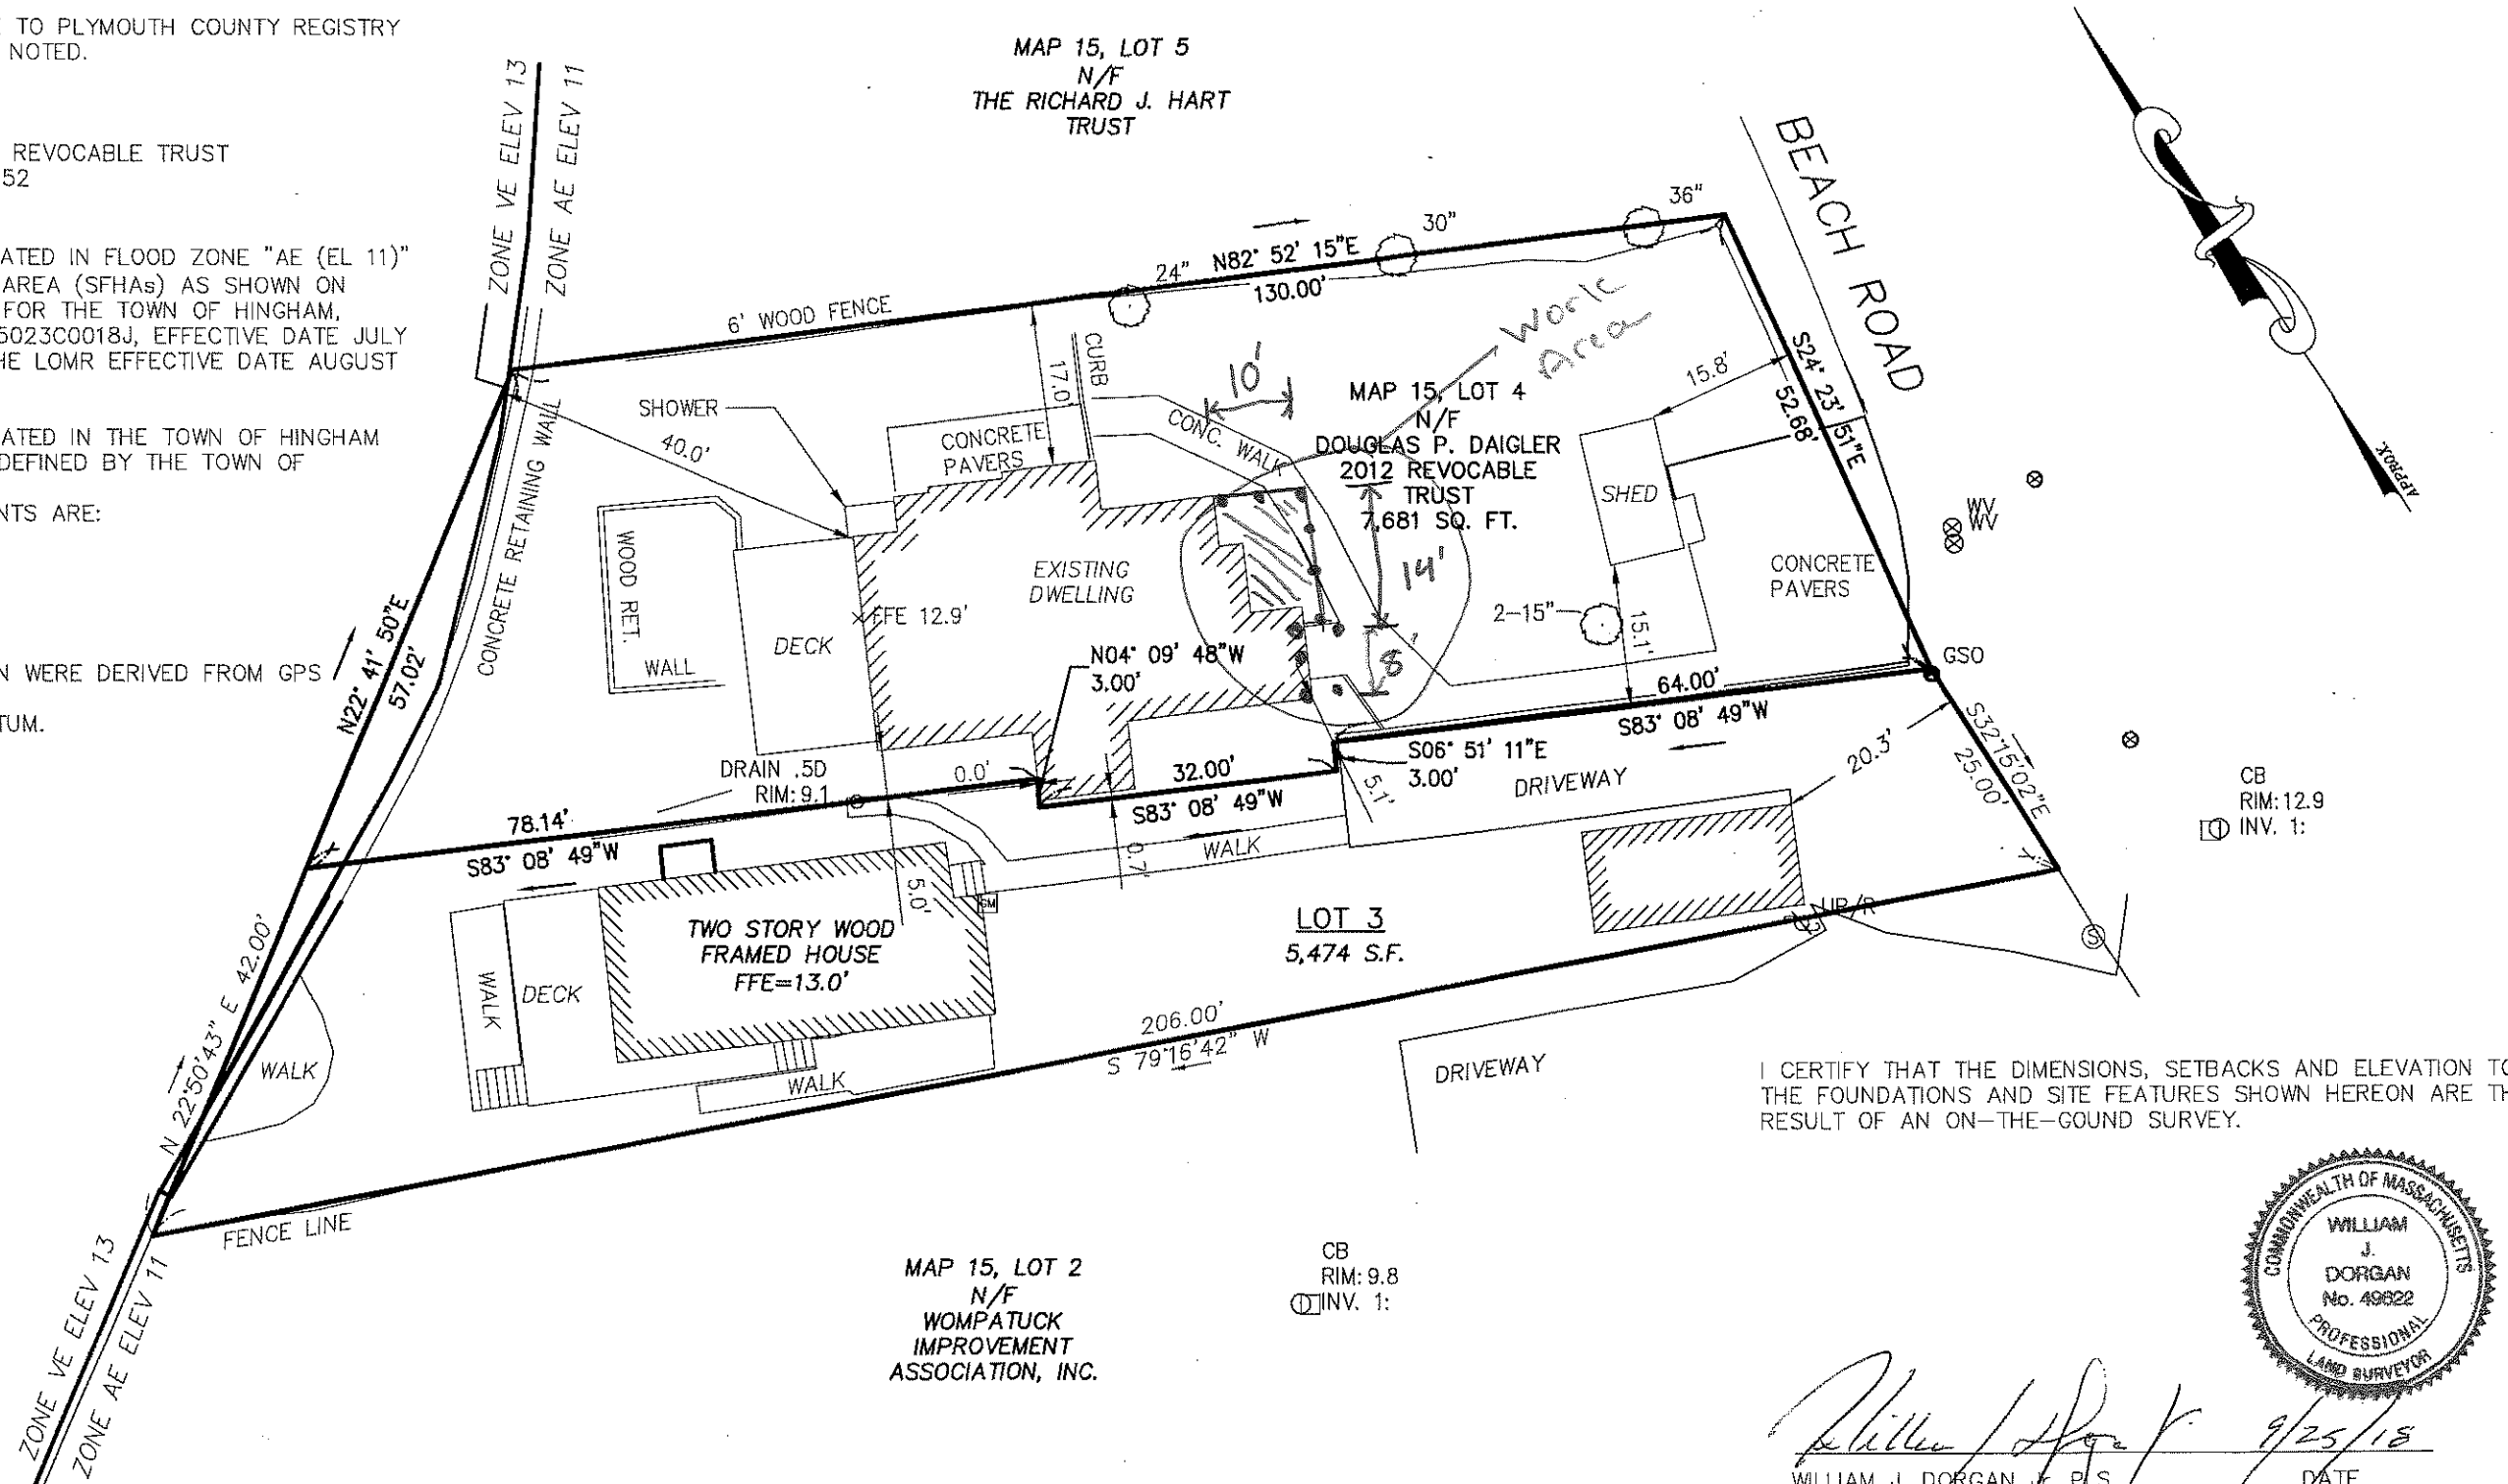 TO PLYMOUTH COUNTY REGISTRY
NOTED.
REVOCABLE TRUST
52
ATED IN FLOOD ZONE "AE (EL 11)"
AREA (SFHAs) AS SHOWN ON
FOR THE TOWN OF HINGHAM,
5023C0018J, EFFECTIVE DATE JULY
HE LOMR EFFECTIVE DATE AUGUST
ATED IN THE TOWN OF HINGHAM
DEFINED BY THE TOWN OF
NTS ARE:
N WERE DERIVED FROM GPS
TUM.
MAP 15, LOT 5
N/F
THE RICHARD J. HART
TRUST
ZONE VE ELEV 13
ZONE AE ELEV 11
BEACH ROAD
APPROX.
6' WOOD FENCE
24"
30"
36"
N82° 52' 15"E
130.00'
Work
Area
10'
17.0'
CURB
CONC. WALK
SHOWER
40.0'
CONCRETE
PAVERS
CONCRETE RETAINING WALL
MAP 15, LOT 4
N/F
DOUGLAS P. DAIGLER
2012 REVOCABLE
TRUST
7,681 SQ. FT.
15.8'
S24° 23' 51"E
52.68'
SHED
WV
WV
CONCRETE
PAVERS
WOOD RET.
WALL
DECK
EXISTING
DWELLING
FFE 12.9'
14'
8'
2-15"
15.1'
N22° 41' 50"E
57.02'
N04° 09' 48"W
3.00'
GSO
64.00'
S83° 08' 49"W
S06° 51' 11"E
3.00'
5.1'
DRIVEWAY
20.3'
S32°15'02"E
25.00'
DRAIN .5D
RIM: 9.1
0.0'
32.00'
S83° 08' 49"W
78.14'
S83° 08' 49"W
WALK
0.7'
5.0'
CB
RIM: 12.9
INV. 1:
TWO STORY WOOD
FRAMED HOUSE
FFE=13.0'
GM
LOT 3
5,474 S.F.
UP/R
S
WALK
DECK
WALK
WALK
N 22°50'43" E 42.00'
206.00'
S 79°16'42" W
DRIVEWAY
FENCE LINE
ZONE VE ELEV 13
ZONE AE ELEV 11
MAP 15, LOT 2
N/F
WOMPATUCK
IMPROVEMENT
ASSOCIATION, INC.
CB
RIM: 9.8
INV. 1:
I CERTIFY THAT THE DIMENSIONS, SETBACKS AND ELEVATION TO
THE FOUNDATIONS AND SITE FEATURES SHOWN HEREON ARE TH
RESULT OF AN ON-THE-GOUND SURVEY.
COMMONWEALTH OF MASSACHUSETTS
WILLIAM
J.
DORGAN
No. 49622
PROFESSIONAL
LAND SURVEYOR
9/25/18
WILLIAM J. DORGAN Jr. PLS
DATE